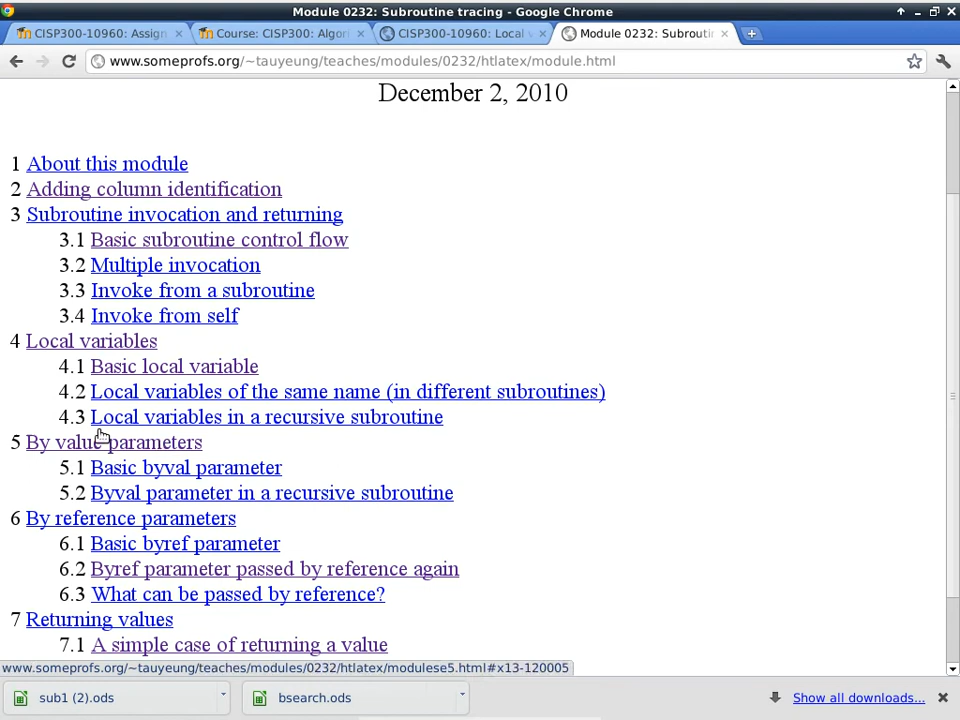 Module 0232: Subroutine tracing - Google Chrome
CISP300-10960: Assign
Course: CISP300: Algor
CISP300-10960: Local v
Module 0232: Subroutin
www.someprofs.org/~tauyeung/teaches/modules/0232/htlatex/module.html
December 2, 2010
1 About this module
2 Adding column identification
3 Subroutine invocation and returning
3.1 Basic subroutine control flow
3.2 Multiple invocation
3.3 Invoke from a subroutine
3.4 Invoke from self
4 Local variables
4.1 Basic local variable
4.2 Local variables of the same name (in different subroutines)
4.3 Local variables in a recursive subroutine
5 By value parameters
5.1 Basic byval parameter
5.2 Byval parameter in a recursive subroutine
6 By reference parameters
6.1 Basic byref parameter
6.2 Byref parameter passed by reference again
6.3 What can be passed by reference?
7 Returning values
7.1 A simple case of returning a value
www.someprofs.org/~tauyeung/teaches/modules/0232/htlatex/modulese5.html#x13-120005
sub1 (2).ods
bsearch.ods
Show all downloads...